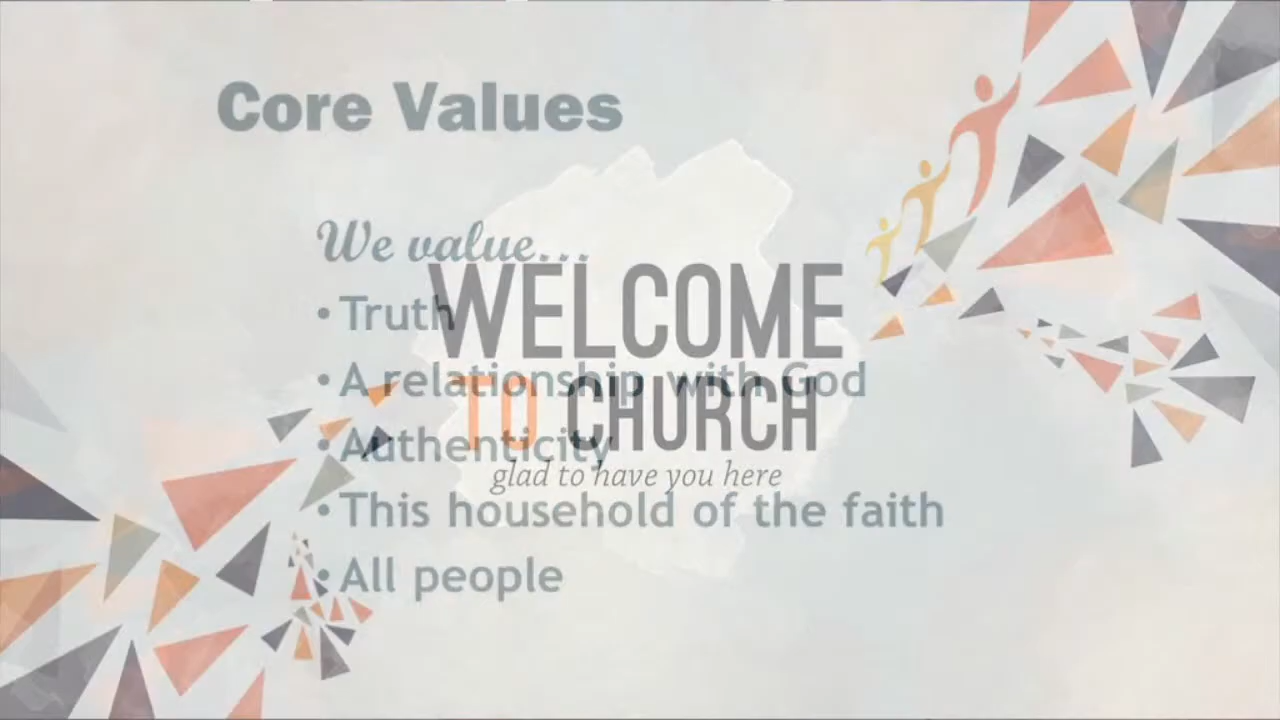 Core Values
We value...
• Truth
• A relationship with God
• Authenticity
• This household of the faith
• All people
WELCOME
TO CHURCH
glad to have you here